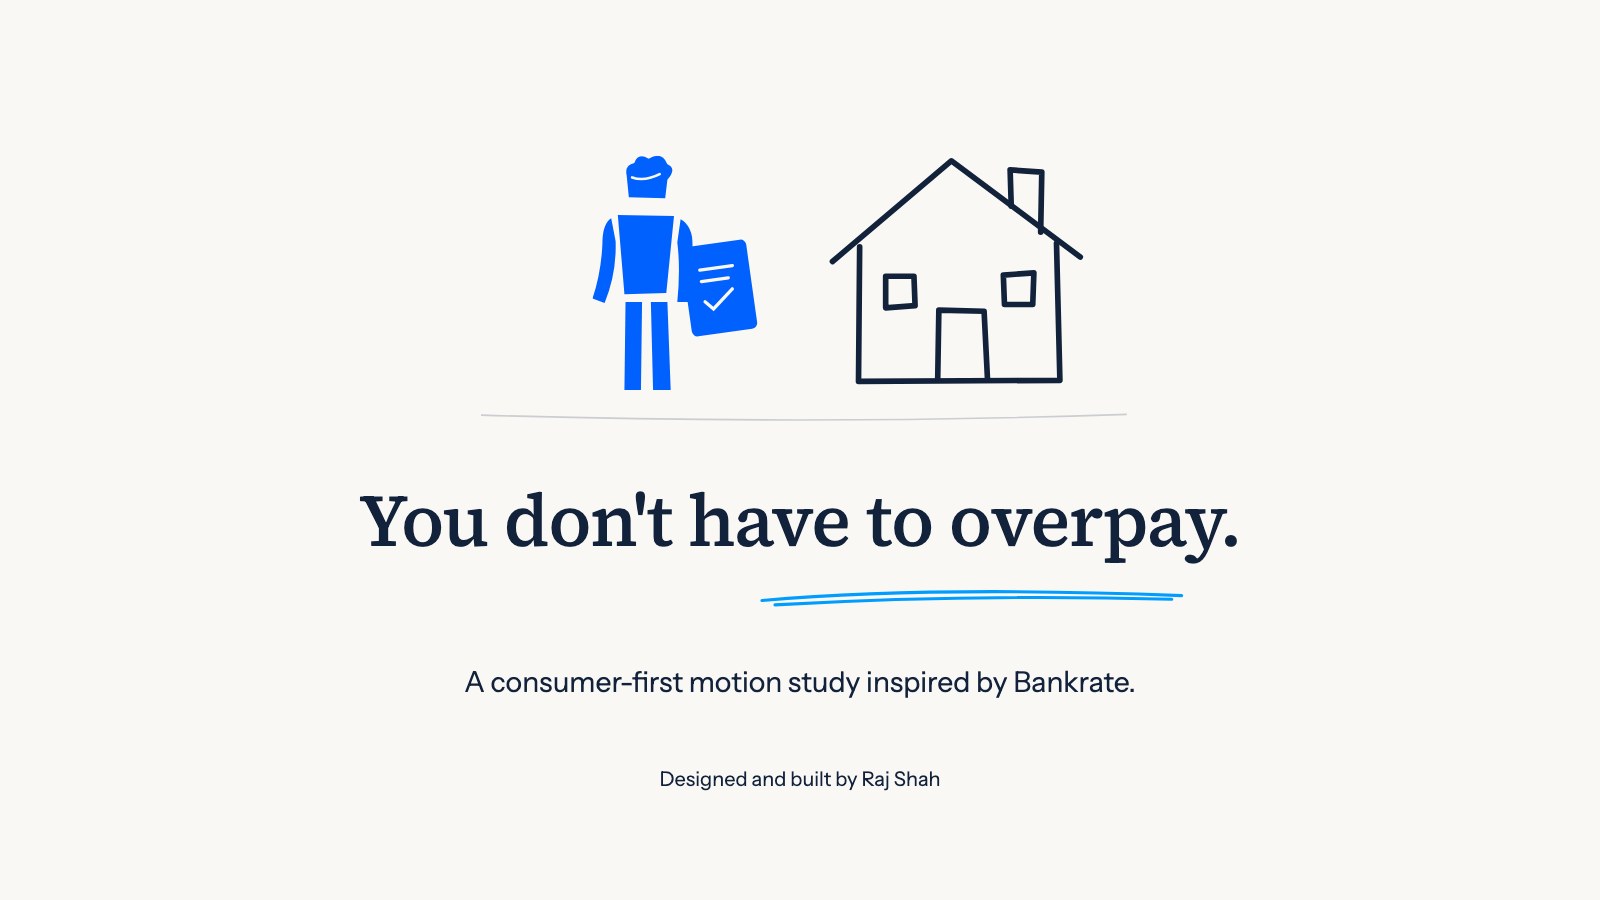 You don't have to overpay.
A consumer-first motion study inspired by Bankrate.
Designed and built by Raj Shah